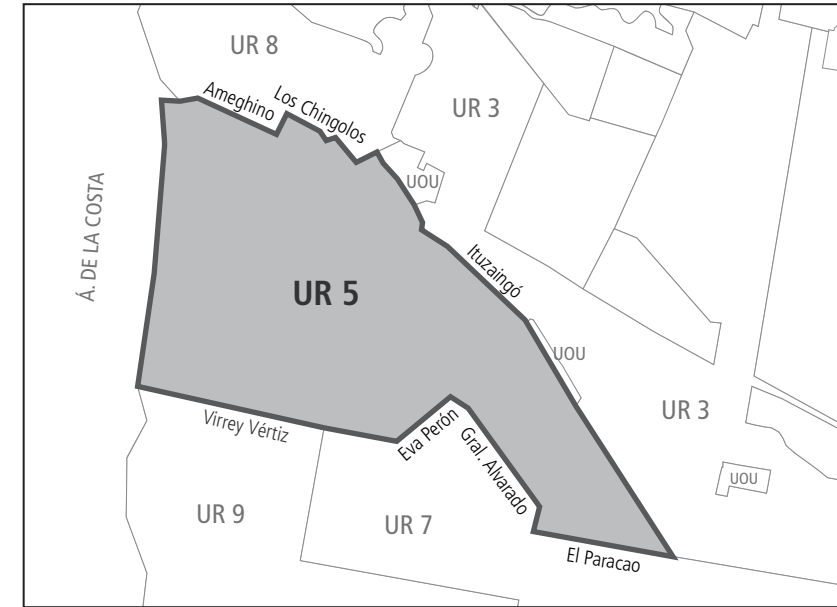 UR 8
Ameghino
Los Chingolos
UR 3
UOU
Á. DE LA COSTA
Ituzaingó
UR 5
UOU
UR 3
Virrey Vértiz
Eva Perón
Gral. Alvarado
UOU
UR 9
UR 7
El Paracao